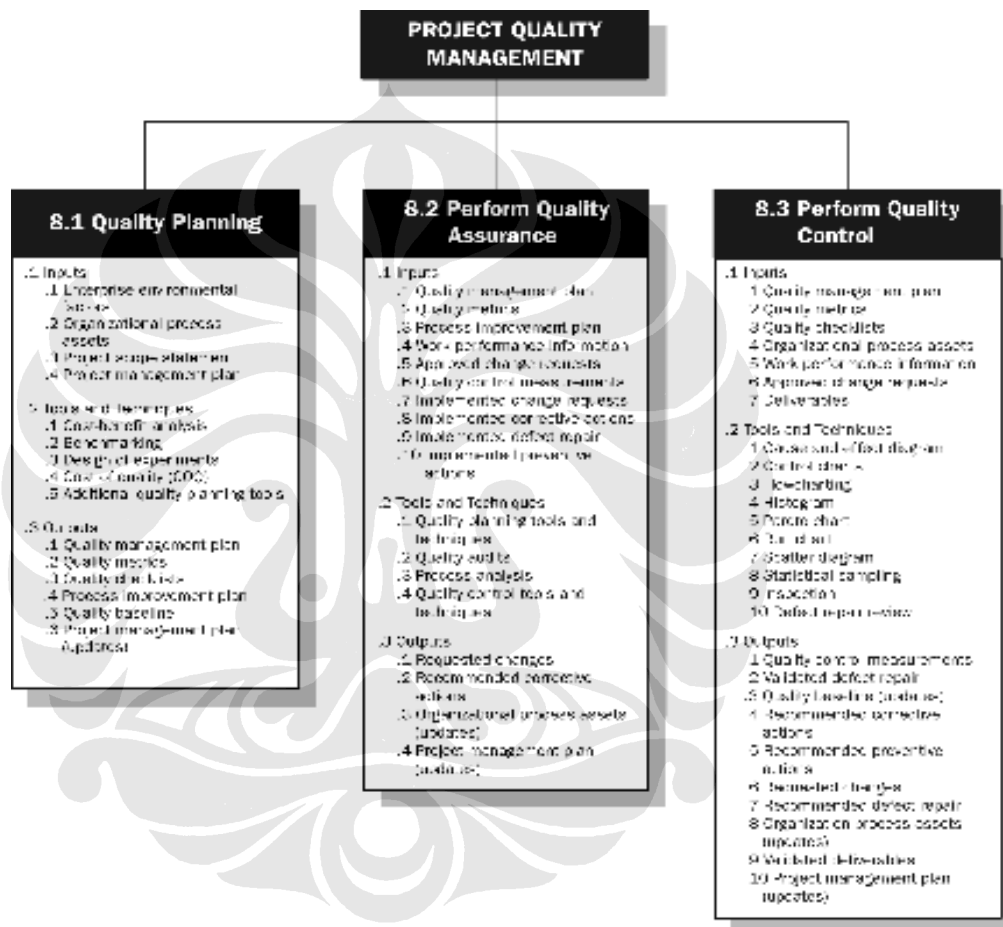 PROJECT QUALITY
MANAGEMENT
8.1 Quality Planning
.1 Inputs
.1 Enterprise environmental
factors
.2 Organizational process
assets
.3 Project scope statement
.4 Project management plan
.2 Tools and Techniques
.1 Cost-benefit analysis
.2 Benchmarking
.3 Design of experiments
.4 Cost of quality (COQ)
.5 Additional quality planning tools
.3 Outputs
.1 Quality management plan
.2 Quality metrics
.3 Quality checklists
.4 Process improvement plan
.5 Quality baseline
.6 Project management plan
(updates)
8.2 Perform Quality
Assurance
.1 Inputs
.1 Quality management plan
.2 Quality metrics
.3 Process improvement plan
.4 Work performance information
.5 Approved change requests
.6 Quality control measurements
.7 Implemented change requests
.8 Implemented corrective actions
.9 Implemented defect repair
.10 Implemented preventive
actions
.2 Tools and Techniques
.1 Quality planning tools and
techniques
.2 Quality audits
.3 Process analysis
.4 Quality control tools and
techniques
.3 Outputs
.1 Requested changes
.2 Recommended corrective
actions
.3 Organizational process assets
(updates)
.4 Project management plan
(updates)
8.3 Perform Quality
Control
.1 Inputs
1 Quality management plan
2 Quality metrics
3 Quality checklists
4 Organizational process assets
5 Work performance information
6 Approved change requests
7 Deliverables
.2 Tools and Techniques
1 Cause and effect diagram
2 Control charts
3 Flowcharting
4 Histogram
5 Pareto chart
6 Run chart
7 Scatter diagram
8 Statistical sampling
9 Inspection
10 Defect repair review
.3 Outputs
1 Quality control measurements
2 Validated defect repair
.3 Quality baseline (updates)
4 Recommended corrective
actions
5 Recommended preventive
actions
6 Requested changes
7 Recommended defect repair
8 Organization process assets
(updates)
9 Validated deliverables
10 Project management plan
(updates)